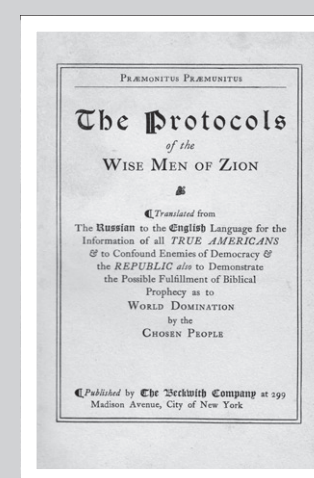 PRÆMONITUS PRÆMUNITUS
The Protocols
of the
WISE MEN OF ZION
¶ Translated from
The Russian to the English Language for the
Information of all TRUE AMERICANS
& to Confound Enemies of Democracy &
the REPUBLIC also to Demonstrate
the Possible Fulfillment of Biblical
Prophecy as to
WORLD DOMINATION
by the
CHOSEN PEOPLE
¶ Published by The Beckwith Company at 299
Madison Avenue, City of New York